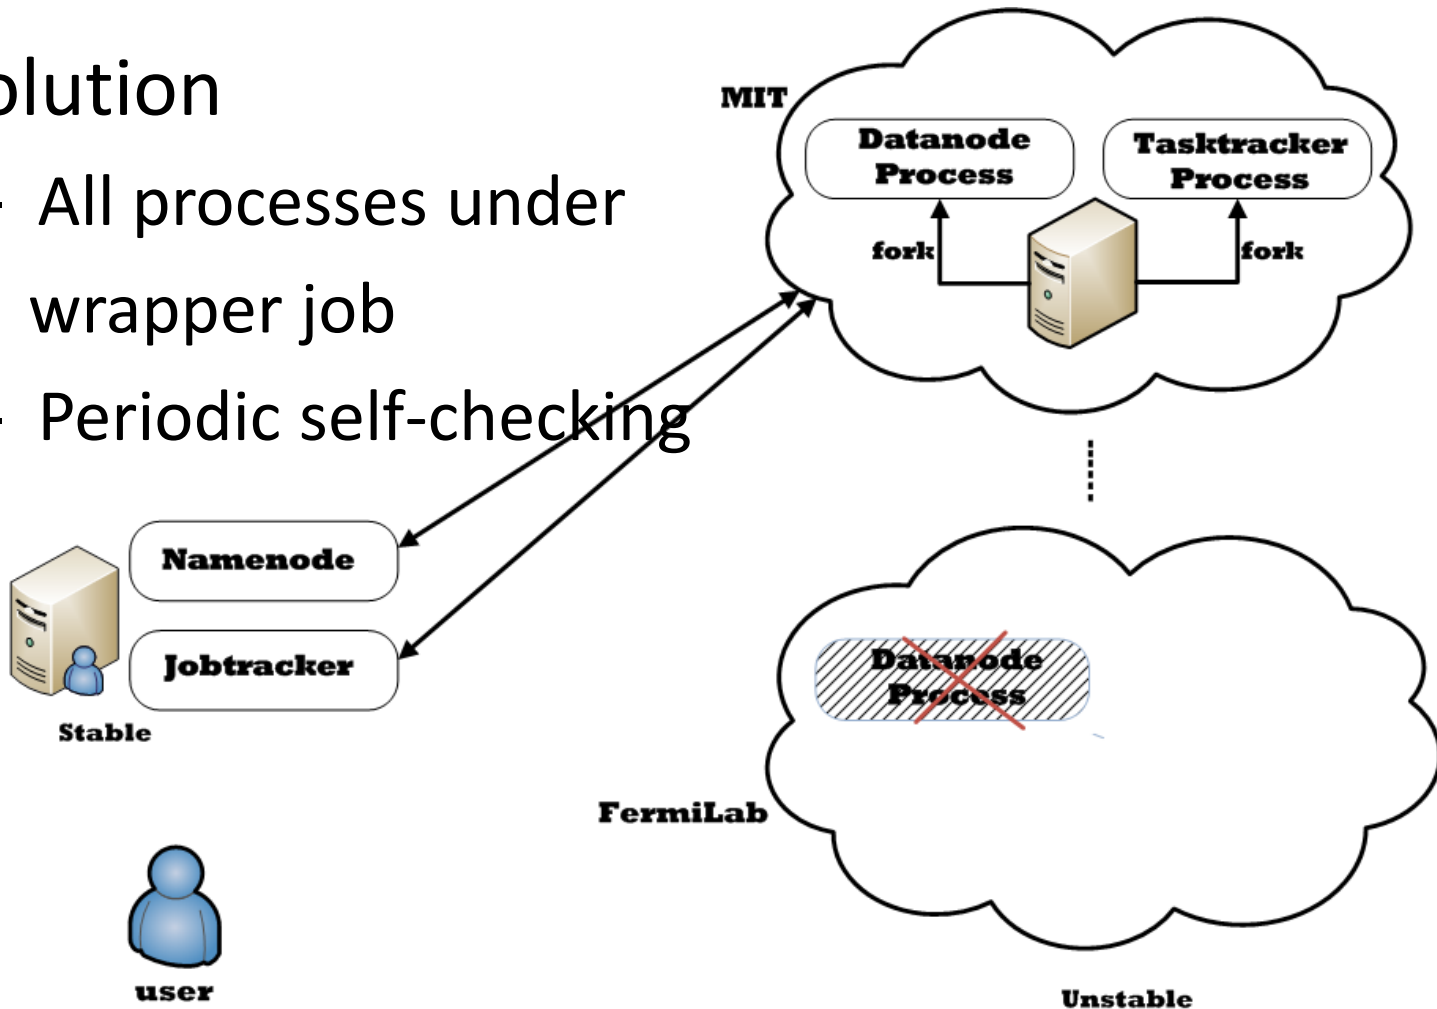 olution
- All processes under
wrapper job
- Periodic self-checking
MIT
Datanode
Process
Tasktracker
Process
fork
fork
Namenode
Jobtracker
Stable
Datanode
Process
FermiLab
user
Unstable